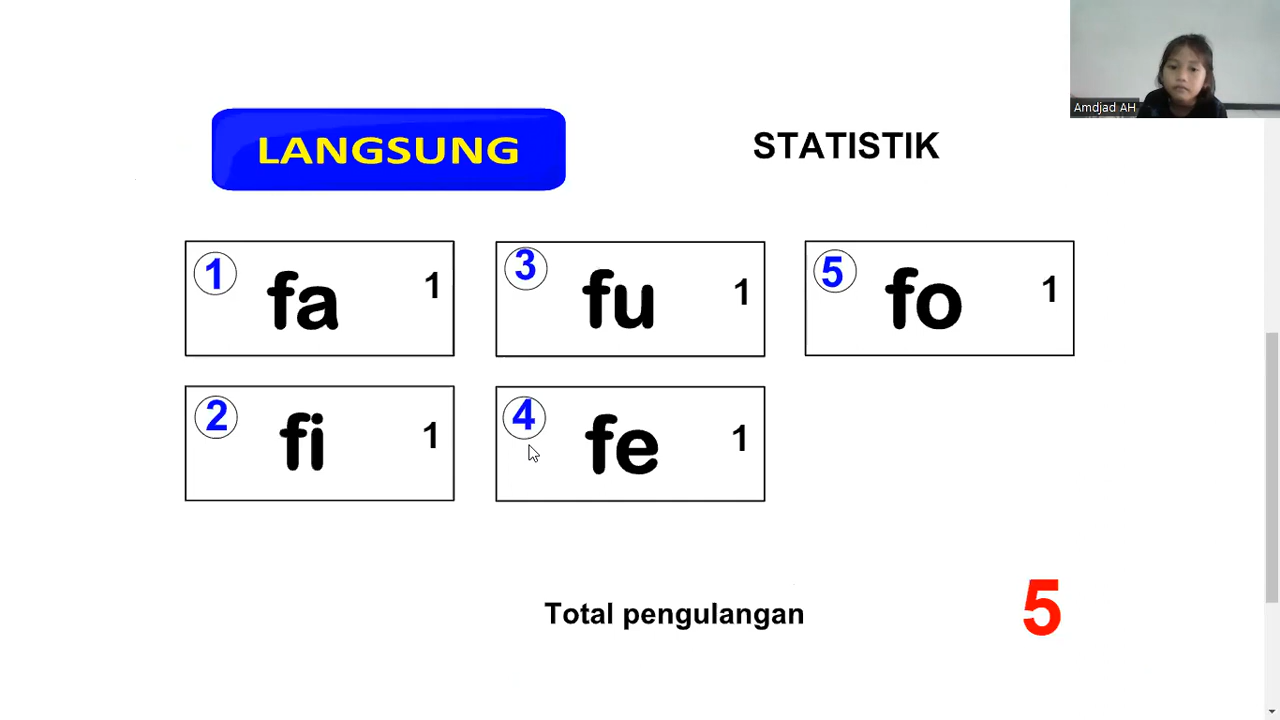 Amdjad AH
LANGSUNG
STATISTIK
1 fa 1
3 fu 1
5 fo 1
2 fi 1
4 fe 1
Total pengulangan 5